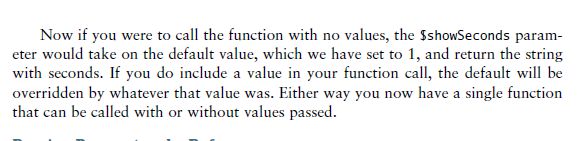 Now if you were to call the function with no values, the $showSeconds param-
eter would take on the default value, which we have set to 1, and return the string
with seconds. If you do include a value in your function call, the default will be
overridden by whatever that value was. Either way you now have a single function
that can be called with or without values passed.